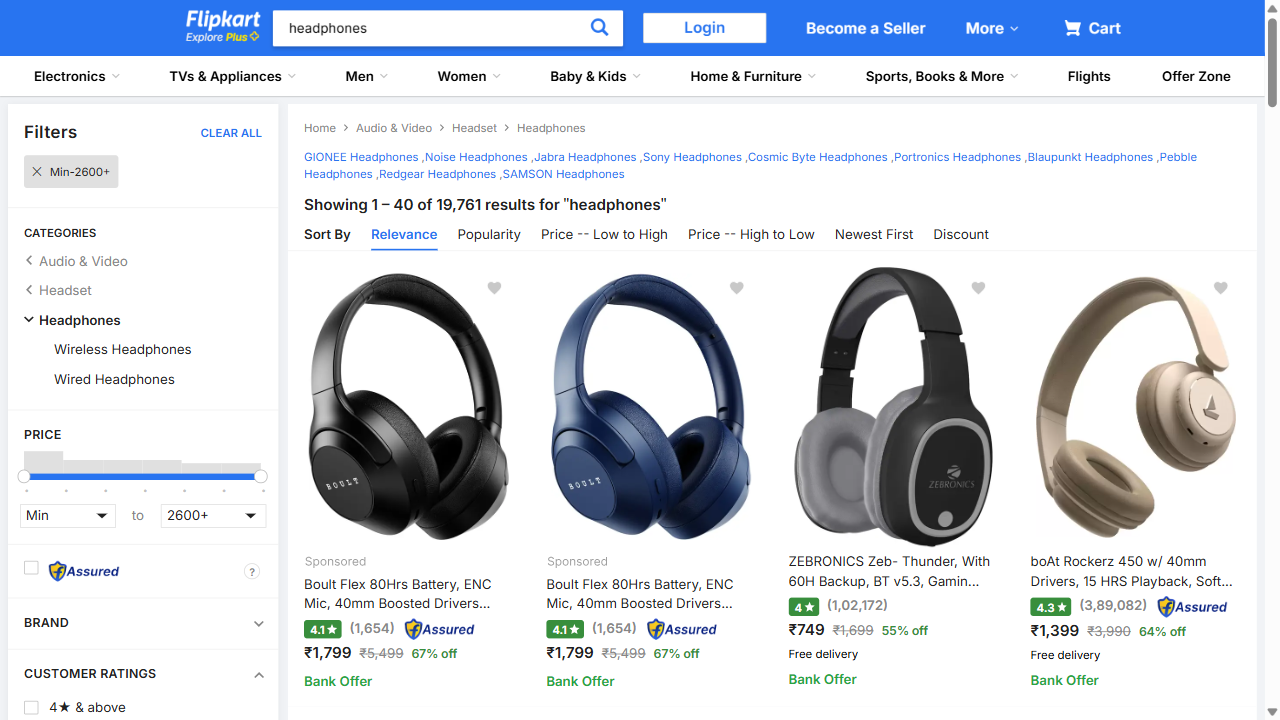 Flipkart
Explore Plus
headphones
Login
Become a Seller
More
Cart
Electronics
TVs & Appliances
Men
Women
Baby & Kids
Home & Furniture
Sports, Books & More
Flights
Offer Zone
Filters
CLEAR ALL
Min-2600+
CATEGORIES
Audio & Video
Headset
Headphones
Wireless Headphones
Wired Headphones
PRICE
Min
to
2600+
Assured
?
BRAND
CUSTOMER RATINGS
4★ & above
Home
Audio & Video
Headset
Headphones
GIONEE Headphones ,Noise Headphones ,Jabra Headphones ,Sony Headphones ,Cosmic Byte Headphones ,Portronics Headphones ,Blaupunkt Headphones ,Pebble
Headphones ,Redgear Headphones ,SAMSON Headphones
Showing 1 – 40 of 19,761 results for "headphones"
Sort By
Relevance
Popularity
Price -- Low to High
Price -- High to Low
Newest First
Discount
BOULT
Sponsored
Boult Flex 80Hrs Battery, ENC
Mic, 40mm Boosted Drivers...
4.1★ (1,654) Assured
₹1,799 ₹5,499 67% off
Bank Offer
BOULT
Sponsored
Boult Flex 80Hrs Battery, ENC
Mic, 40mm Boosted Drivers...
4.1★ (1,654) Assured
₹1,799 ₹5,499 67% off
Bank Offer
ZEBRONICS
ZEBRONICS Zeb- Thunder, With
60H Backup, BT v5.3, Gamin...
4★ (1,02,172)
₹749 ₹1,699 55% off
Free delivery
Bank Offer
boAt Rockerz 450 w/ 40mm
Drivers, 15 HRS Playback, Soft...
4.3★ (3,89,082) Assured
₹1,399 ₹3,990 64% off
Free delivery
Bank Offer